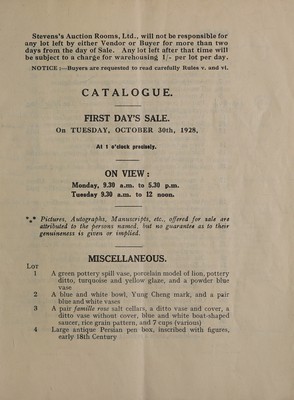 Stevens's Auction Rooms, Ltd., will not be responsible for
any lot left by either Vendor or Buyer for more than two
days from the day of Sale. Any lot left after that time will
be subject to a charge for warehousing 1/- per lot per day.
NOTICE:—Buyers are requested to read carefully Rules v. and vi.
CATALOGUE.
FIRST DAY'S SALE.
On TUESDAY, OCTOBER 30th, 1928,
At 1 o'clock precisely.
ON VIEW:
Monday, 9.30 a.m. to 5.30 p.m.
Tuesday 9.30 a.m. to 12 noon.
*** Pictures, Autographs, Manuscripts, etc., offered for sale are
attributed to the persons named, but no guarantee as to their
genuineness is given or implied.
MISCELLANEOUS.
Lot
1 A green pottery spill vase, porcelain model of lion, pottery
ditto, turquoise and yellow glaze, and a powder blue
vase
2 A blue and white bowl, Yung Cheng mark, and a pair
blue and white vases
3 A pair famille rose salt cellars, a ditto vase and cover, a
ditto vase without cover, blue and white boat-shaped
saucer, rice grain pattern, and 7 cups (various)
4 Large antique Persian pen box, inscribed with figures,
early 18th Century